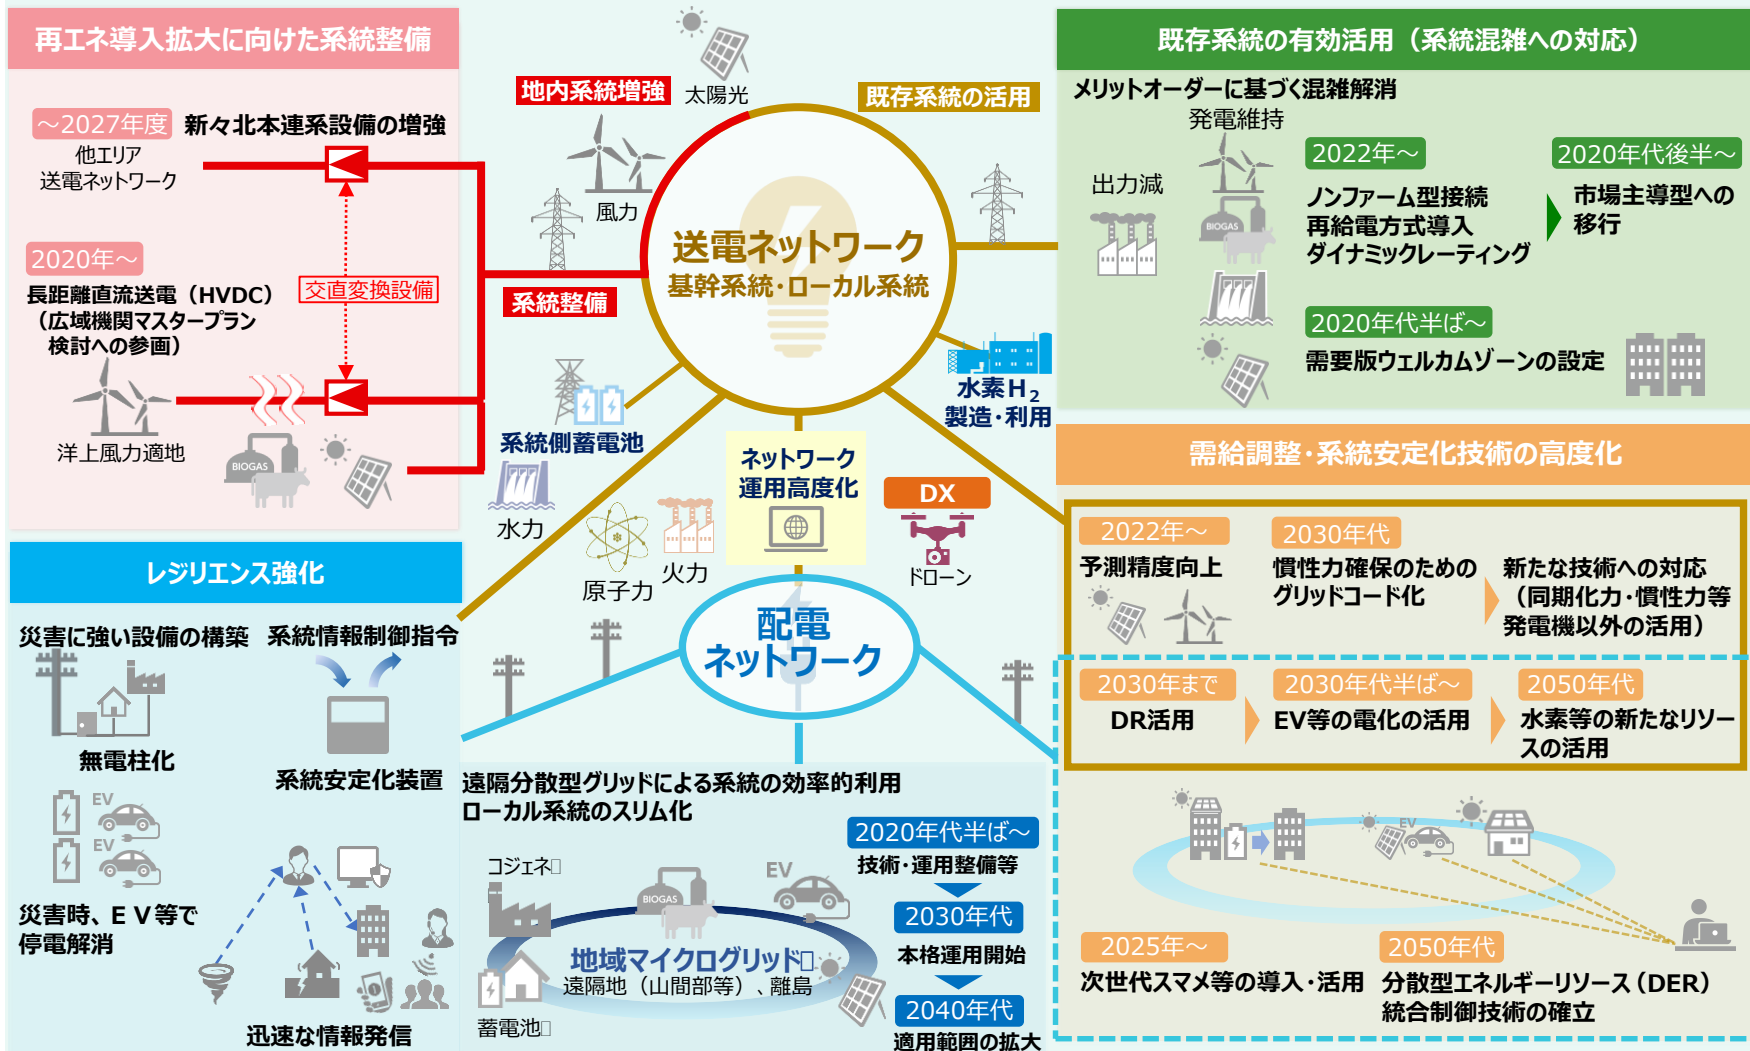 再エネ導入拡大に向けた系統整備
～2027年度
新々北本連系設備の増強
他エリア
送電ネットワーク
2020年～
長距離直流送電（HVDC）
（広域機関マスタープラン
検討への参画）
交直変換設備
洋上風力適地
BIOGAS
地内系統増強
太陽光
既存系統の活用
風力
系統整備
送電ネットワーク
基幹系統・ローカル系統
系統側蓄電池
水素H₂
製造・利用
ネットワーク
運用高度化
DX
ドローン
水力
原子力
火力
配電
ネットワーク
既存系統の有効活用（系統混雑への対応）
メリットオーダーに基づく混雑解消
発電維持
出力減
BIOGAS
2022年～
ノンファーム型接続
再給電方式導入
ダイナミックレーティング
2020年代後半～
市場主導型への
移行
2020年代半ば～
需要版ウェルカムゾーンの設定
需給調整・系統安定化技術の高度化
2022年～
予測精度向上
2030年代
慣性力確保のための
グリッドコード化
新たな技術への対応
（同期化力・慣性力等
発電機以外の活用）
2030年まで
DR活用
2030年代半ば～
EV等の電化の活用
2050年代
水素等の新たなリソー
スの活用
EV
2025年～
次世代スマメ等の導入・活用
2050年代
分散型エネルギーリソース（DER）
統合制御技術の確立
レジリエンス強化
災害に強い設備の構築
系統情報制御指令
無電柱化
系統安定化装置
EV
EV
災害時、ＥＶ等で
停電解消
迅速な情報発信
遠隔分散型グリッドによる系統の効率的利用
ローカル系統のスリム化
コジェネ
BIOGAS
EV
地域マイクログリッド
遠隔地（山間部等）、離島
蓄電池
2020年代半ば～
技術・運用整備等
2030年代
本格運用開始
2040年代
適用範囲の拡大